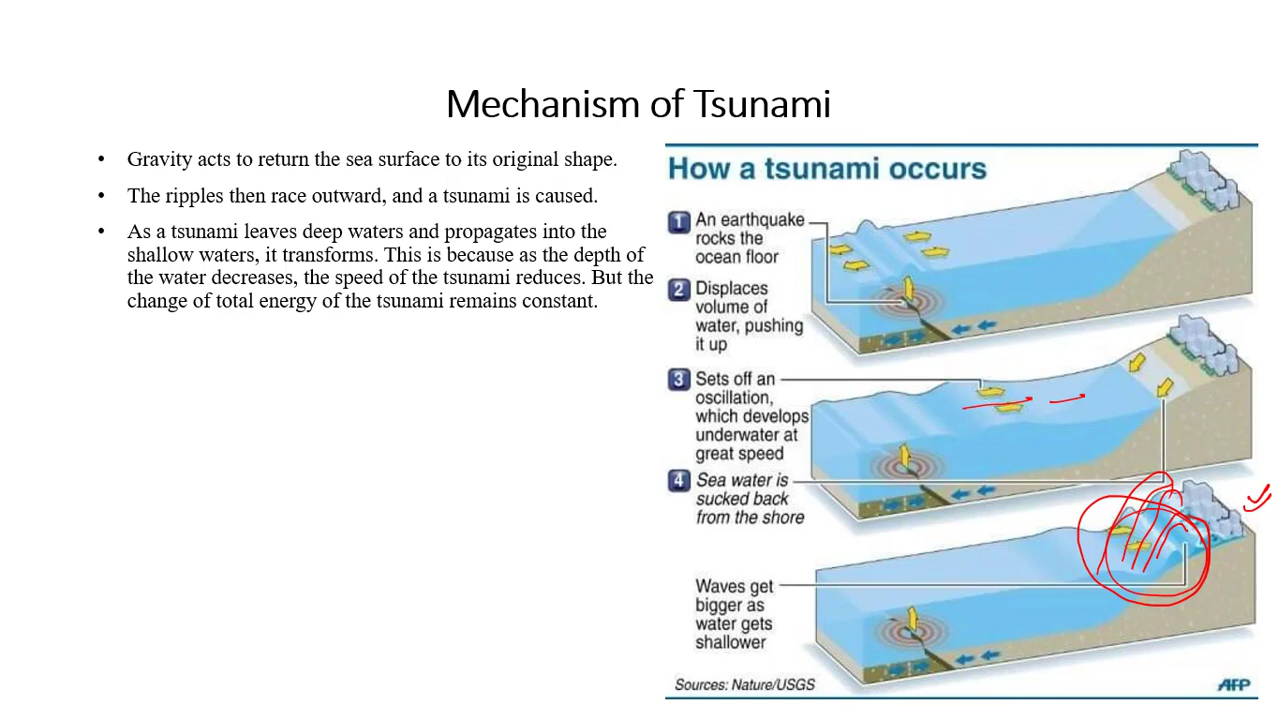 Mechanism of Tsunami
• Gravity acts to return the sea surface to its original shape.
• The ripples then race outward, and a tsunami is caused.
• As a tsunami leaves deep waters and propagates into the
shallow waters, it transforms. This is because as the depth of
the water decreases, the speed of the tsunami reduces. But the
change of total energy of the tsunami remains constant.
How a tsunami occurs
1 An earthquake
rocks the
ocean floor
2 Displaces
volume of
water, pushing
it up
3 Sets off an
oscillation,
which develops
underwater at
great speed
4 Sea water is
sucked back
from the shore
Waves get
bigger as
water gets
shallower
Sources: Nature/USGS
AFP